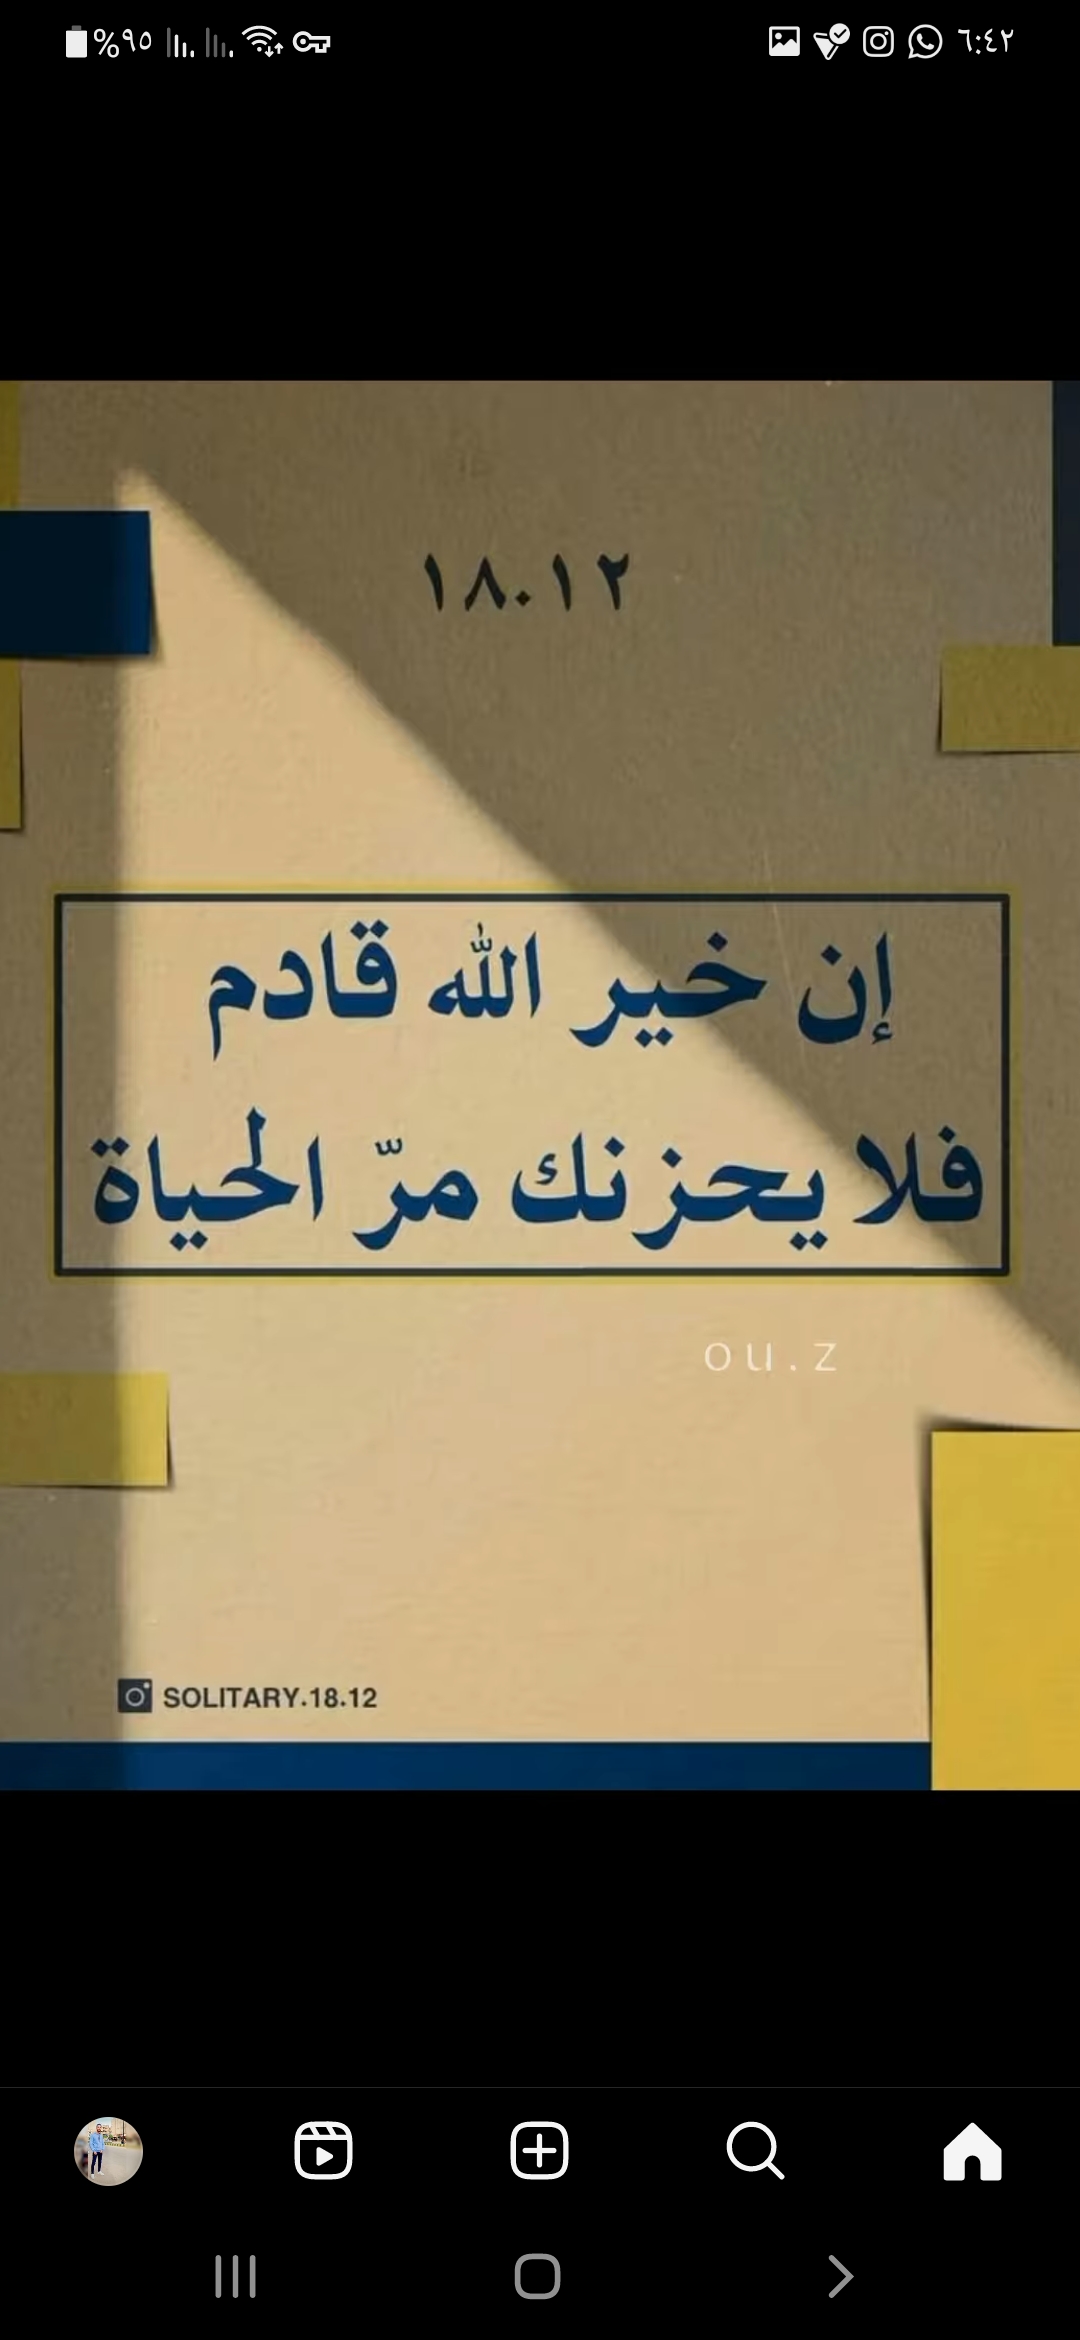 %٩٥ ٦:٤٢
١٨.١٢
إن خير الله قادم
فلا يحزنك مرّ الحياة
ou.z
SOLITARY.18.12